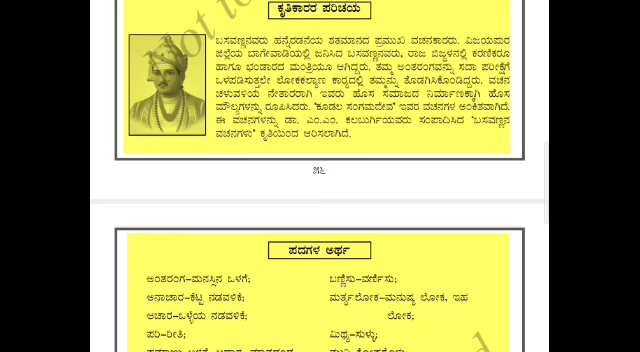 ಕೃತಿಕಾರರ ಪರಿಚಯ
ಬಸವಣ್ಣನವರು ಹನ್ನೆರಡನೆಯ ಶತಮಾನದ ಪ್ರಮುಖ ವಚನಕಾರರು. ವಿಜಯಪುರ
ಜಿಲ್ಲೆಯ ಬಾಗೇವಾಡಿಯಲ್ಲಿ ಜನಿಸಿದ ಬಸವಣ್ಣನವರು, ರಾಜ ಬಿಜ್ಜಳನಲ್ಲಿ ಕರಣಿಕರೂ
ಹಾಗೂ ಭಂಡಾರದ ಮಂತ್ರಿಯೂ ಆಗಿದ್ದರು. ತಮ್ಮ ಅಂತರಂಗವನ್ನು ಸದಾ ಪರೀಕ್ಷೆಗೆ
ಒಳಪಡಿಸುತ್ತಲೇ ಲೋಕಕಲ್ಯಾಣ ಕಾರ್‍ಯದಲ್ಲಿ ತಮ್ಮನ್ನು ತೊಡಗಿಸಿಕೊಂಡಿದ್ದರು. ವಚನ
ಚಳುವಳಿಯ ನೇತಾರರಾಗಿ ಇವರು ಹೊಸ ಸಮಾಜದ ನಿರ್ಮಾಣಕ್ಕಾಗಿ ಹೊಸ
ಮೌಲ್ಯಗಳನ್ನು ರೂಪಿಸಿದರು. 'ಕೂಡಲ ಸಂಗಮದೇವ' ಇವರ ವಚನಗಳ ಅಂಕಿತವಾಗಿದೆ.
ಈ ವಚನಗಳನ್ನು ಡಾ. ಎಂ.ಎಂ. ಕಲಬುರ್ಗಿಯವರು ಸಂಪಾದಿಸಿದ 'ಬಸವಣ್ಣನ
ವಚನಗಳು' ಕೃತಿಯಿಂದ ಆರಿಸಲಾಗಿದೆ.
೫೬
ಪದಗಳ ಅರ್ಥ
ಅಂತರಂಗ–ಮನಸ್ಸಿನ ಒಳಗೆ;
ಅನಾಚಾರ–ಕೆಟ್ಟ ನಡವಳಿಕೆ;
ಆಚಾರ–ಒಳ್ಳೆಯ ನಡವಳಿಕೆ;
ಪರಿ–ರೀತಿ;
ಬಣ್ಣಿಸು–ವರ್ಣಿಸು;
ಮರ್ತ್ಯಲೋಕ–ಮನುಷ್ಯ ಲೋಕ, ಇಹ
ಲೋಕ;
ಮಿಥ್ಯ–ಸುಳ್ಳು;